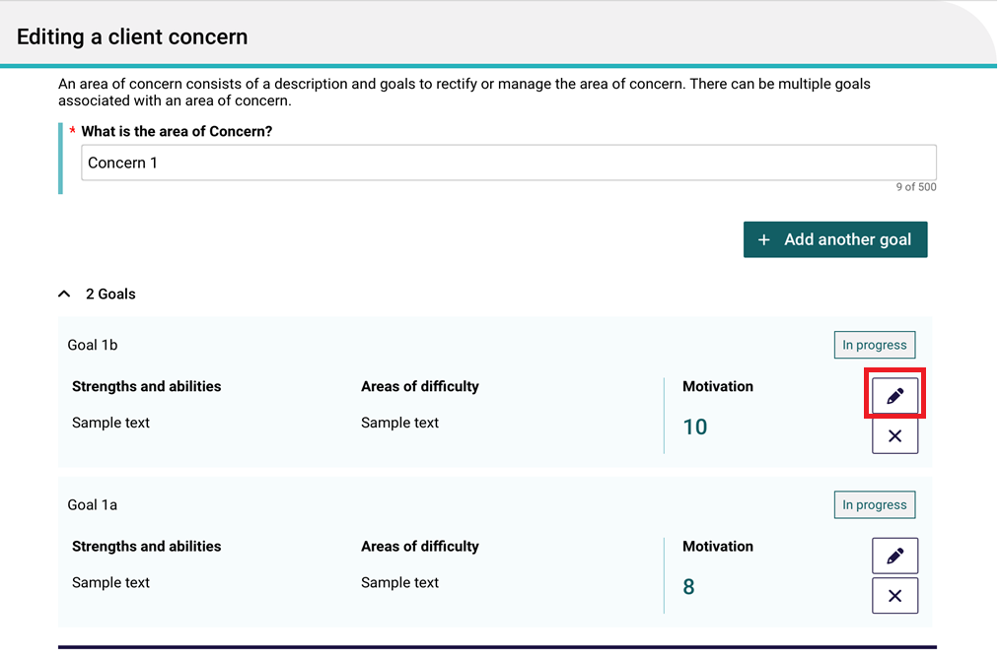 Editing a client concern
An area of concern consists of a description and goals to rectify or manage the area of concern. There can be multiple goals
associated with an area of concern.
* What is the area of Concern?
Concern 1
9 of 500
+ Add another goal
2 Goals
Goal 1b
In progress
Strengths and abilities
Areas of difficulty
Motivation
Sample text
Sample text
10
Goal 1a
In progress
Strengths and abilities
Areas of difficulty
Motivation
Sample text
Sample text
8